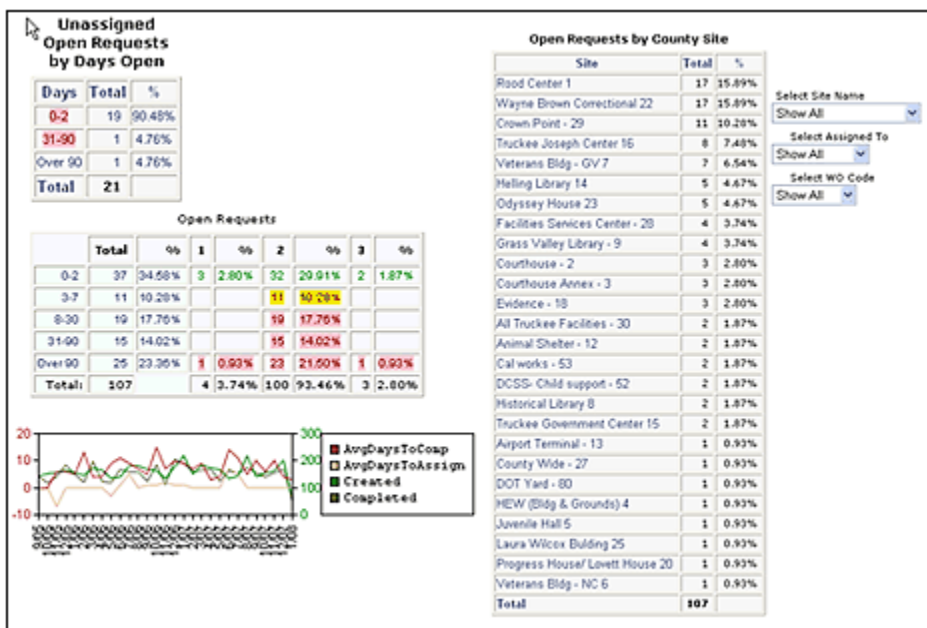 Unassigned
Open Requests
by Days Open
Days Total %
0-2 19 90.48%
31-90 1 4.76%
Over 90 1 4.76%
Total 21
Open Requests
Total % 1 % 2 % 3 %
0-2 37 34.58% 3 2.80% 32 29.91% 2 1.87%
3-7 11 10.28% 11 10.28%
8-30 19 17.76% 19 17.76%
31-90 15 14.02% 15 14.02%
Over 90 25 23.36% 1 0.93% 23 21.50% 1 0.93%
Total: 107 4 3.74% 100 93.46% 3 2.80%
20
10
0
-10
300
200
100
0
AvgDaysToComp
AvgDaysToAssign
Created
Completed
Open Requests by County Site
Site Total %
Rood Center 1 17 15.89%
Wayne Brown Correctional 22 17 15.89%
Crown Point - 29 11 10.28%
Truckee Joseph Center 16 8 7.48%
Veterans Bldg - GV 7 7 6.54%
Helling Library 14 5 4.67%
Odyssey House 23 5 4.67%
Facilities Services Center - 28 4 3.74%
Grass Valley Library - 9 4 3.74%
Courthouse - 2 3 2.80%
Courthouse Annex - 3 3 2.80%
Evidence - 18 3 2.80%
All Truckee Facilities - 30 2 1.87%
Animal Shelter - 12 2 1.87%
Cal works - 53 2 1.87%
DCSS- Child support - 52 2 1.87%
Historical Library 8 2 1.87%
Truckee Government Center 15 2 1.87%
Airport Terminal - 13 1 0.93%
County Wide - 27 1 0.93%
DOT Yard - 80 1 0.93%
HEW (Bldg & Grounds) 4 1 0.93%
Juvenile Hall 5 1 0.93%
Laura Wilcox Bulding 25 1 0.93%
Progress House/ Lovett House 20 1 0.93%
Veterans Bldg - NC 6 1 0.93%
Total 107
Select Site Name
Show All
Select Assigned To
Show All
Select WO Code
Show All